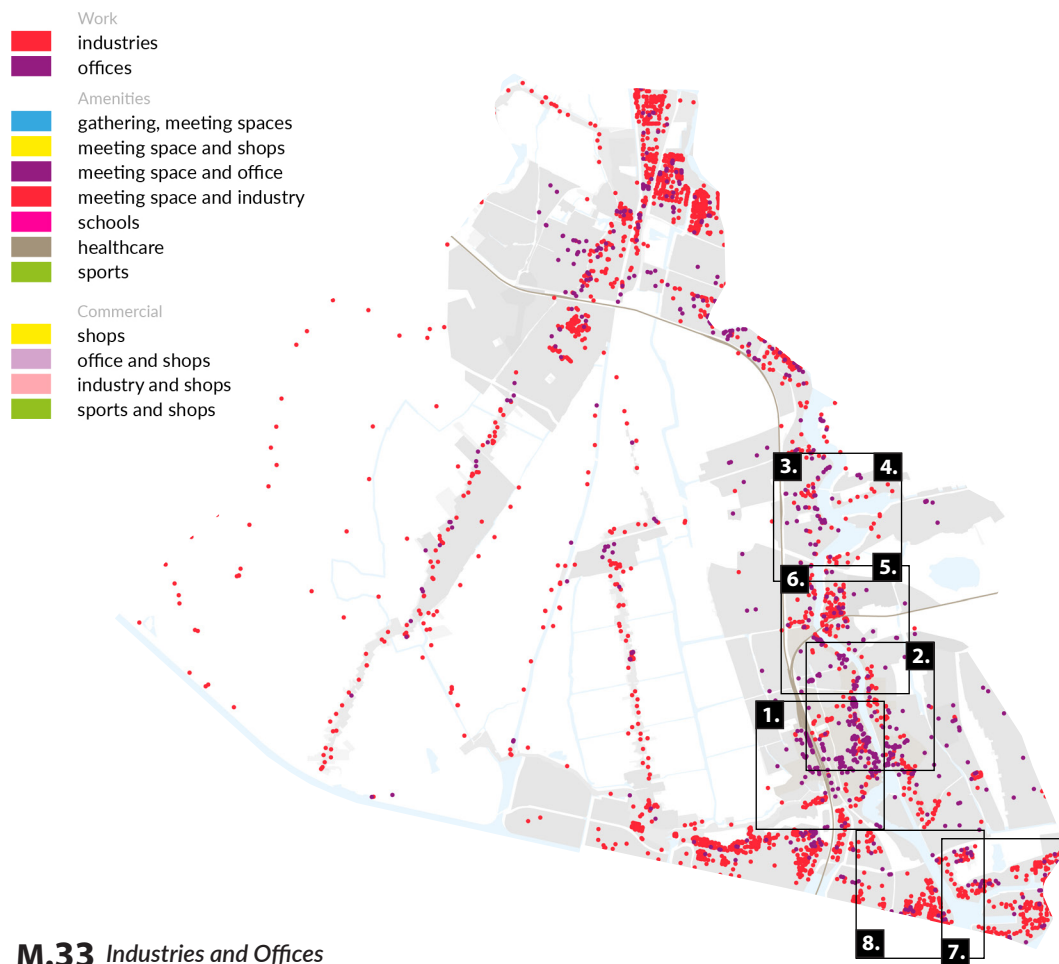 Work
industries
offices
Amenities
gathering, meeting spaces
meeting space and shops
meeting space and office
meeting space and industry
schools
healthcare
sports
Commercial
shops
office and shops
industry and shops
sports and shops
3.
4.
5.
6.
2.
1.
8.
7.
M.33 Industries and Offices